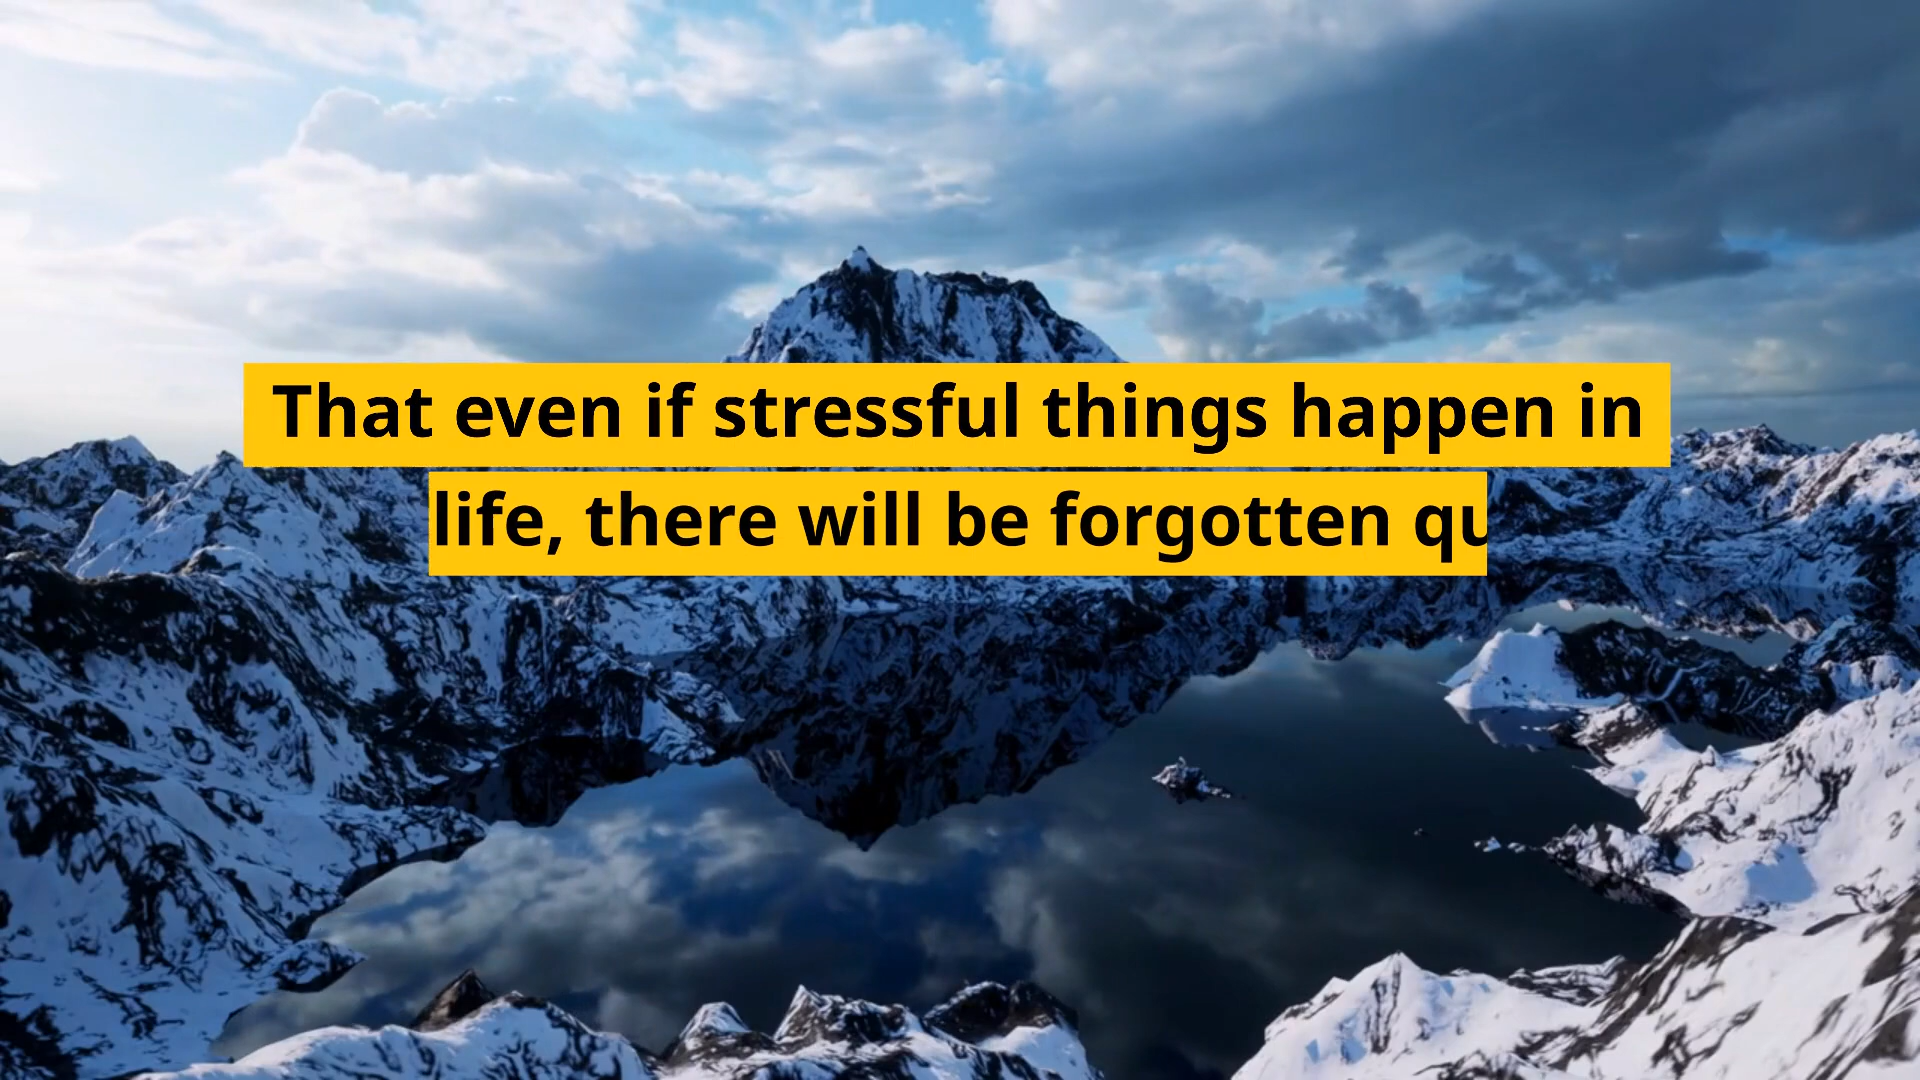 That even if stressful things happen in
life, there will be forgotten qu